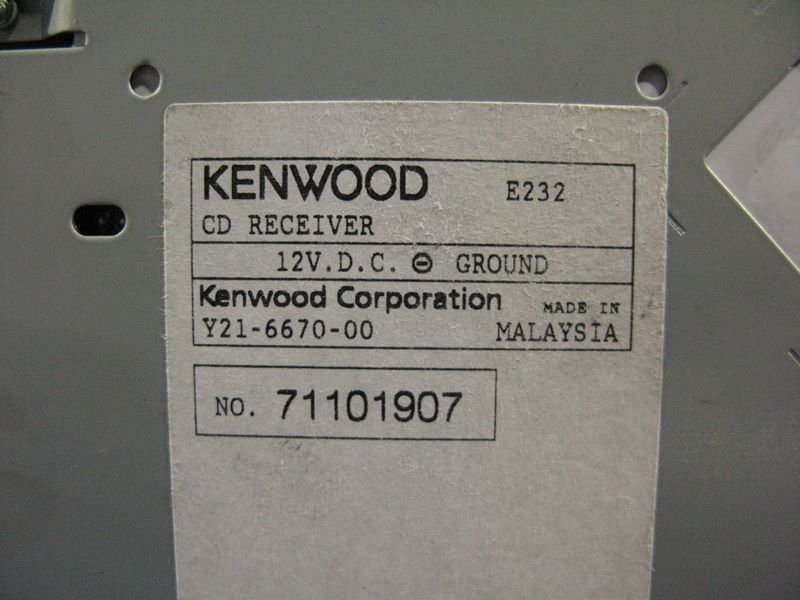 KENWOOD E232
CD RECEIVER
12V.D.C. ⊖ GROUND
Kenwood Corporation MADE IN
Y21-6670-00 MALAYSIA
NO. 71101907